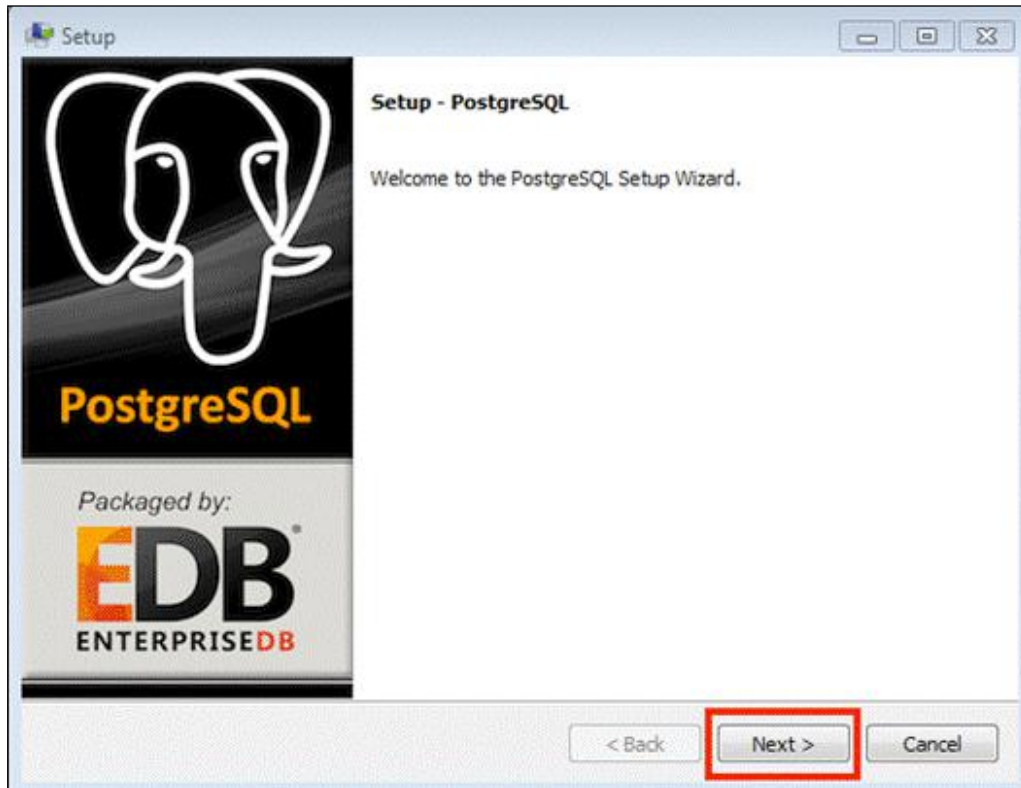 Setup
Setup - PostgreSQL
Welcome to the PostgreSQL Setup Wizard.
PostgreSQL
Packaged by:
EDB®
ENTERPRISEDB
< Back
Next >
Cancel